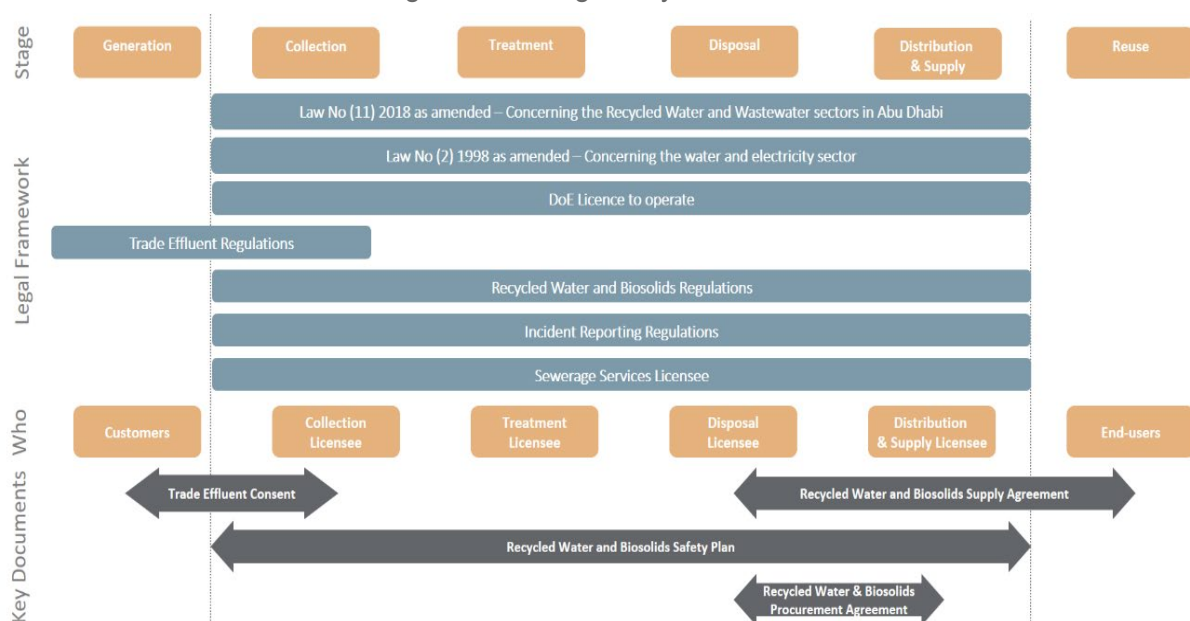 Stage
Generation
Collection
Treatment
Disposal
Distribution
& Supply
Reuse
Legal Framework
Law No (11) 2018 as amended – Concerning the Recycled Water and Wastewater sectors in Abu Dhabi
Law No (2) 1998 as amended – Concerning the water and electricity sector
DoE Licence to operate
Trade Effluent Regulations
Recycled Water and Biosolids Regulations
Incident Reporting Regulations
Sewerage Services Licensee
Who
Customers
Collection
Licensee
Treatment
Licensee
Disposal
Licensee
Distribution
& Supply Licensee
End-users
Key Documents
Trade Effluent Consent
Recycled Water and Biosolids Supply Agreement
Recycled Water and Biosolids Safety Plan
Recycled Water & Biosolids
Procurement Agreement